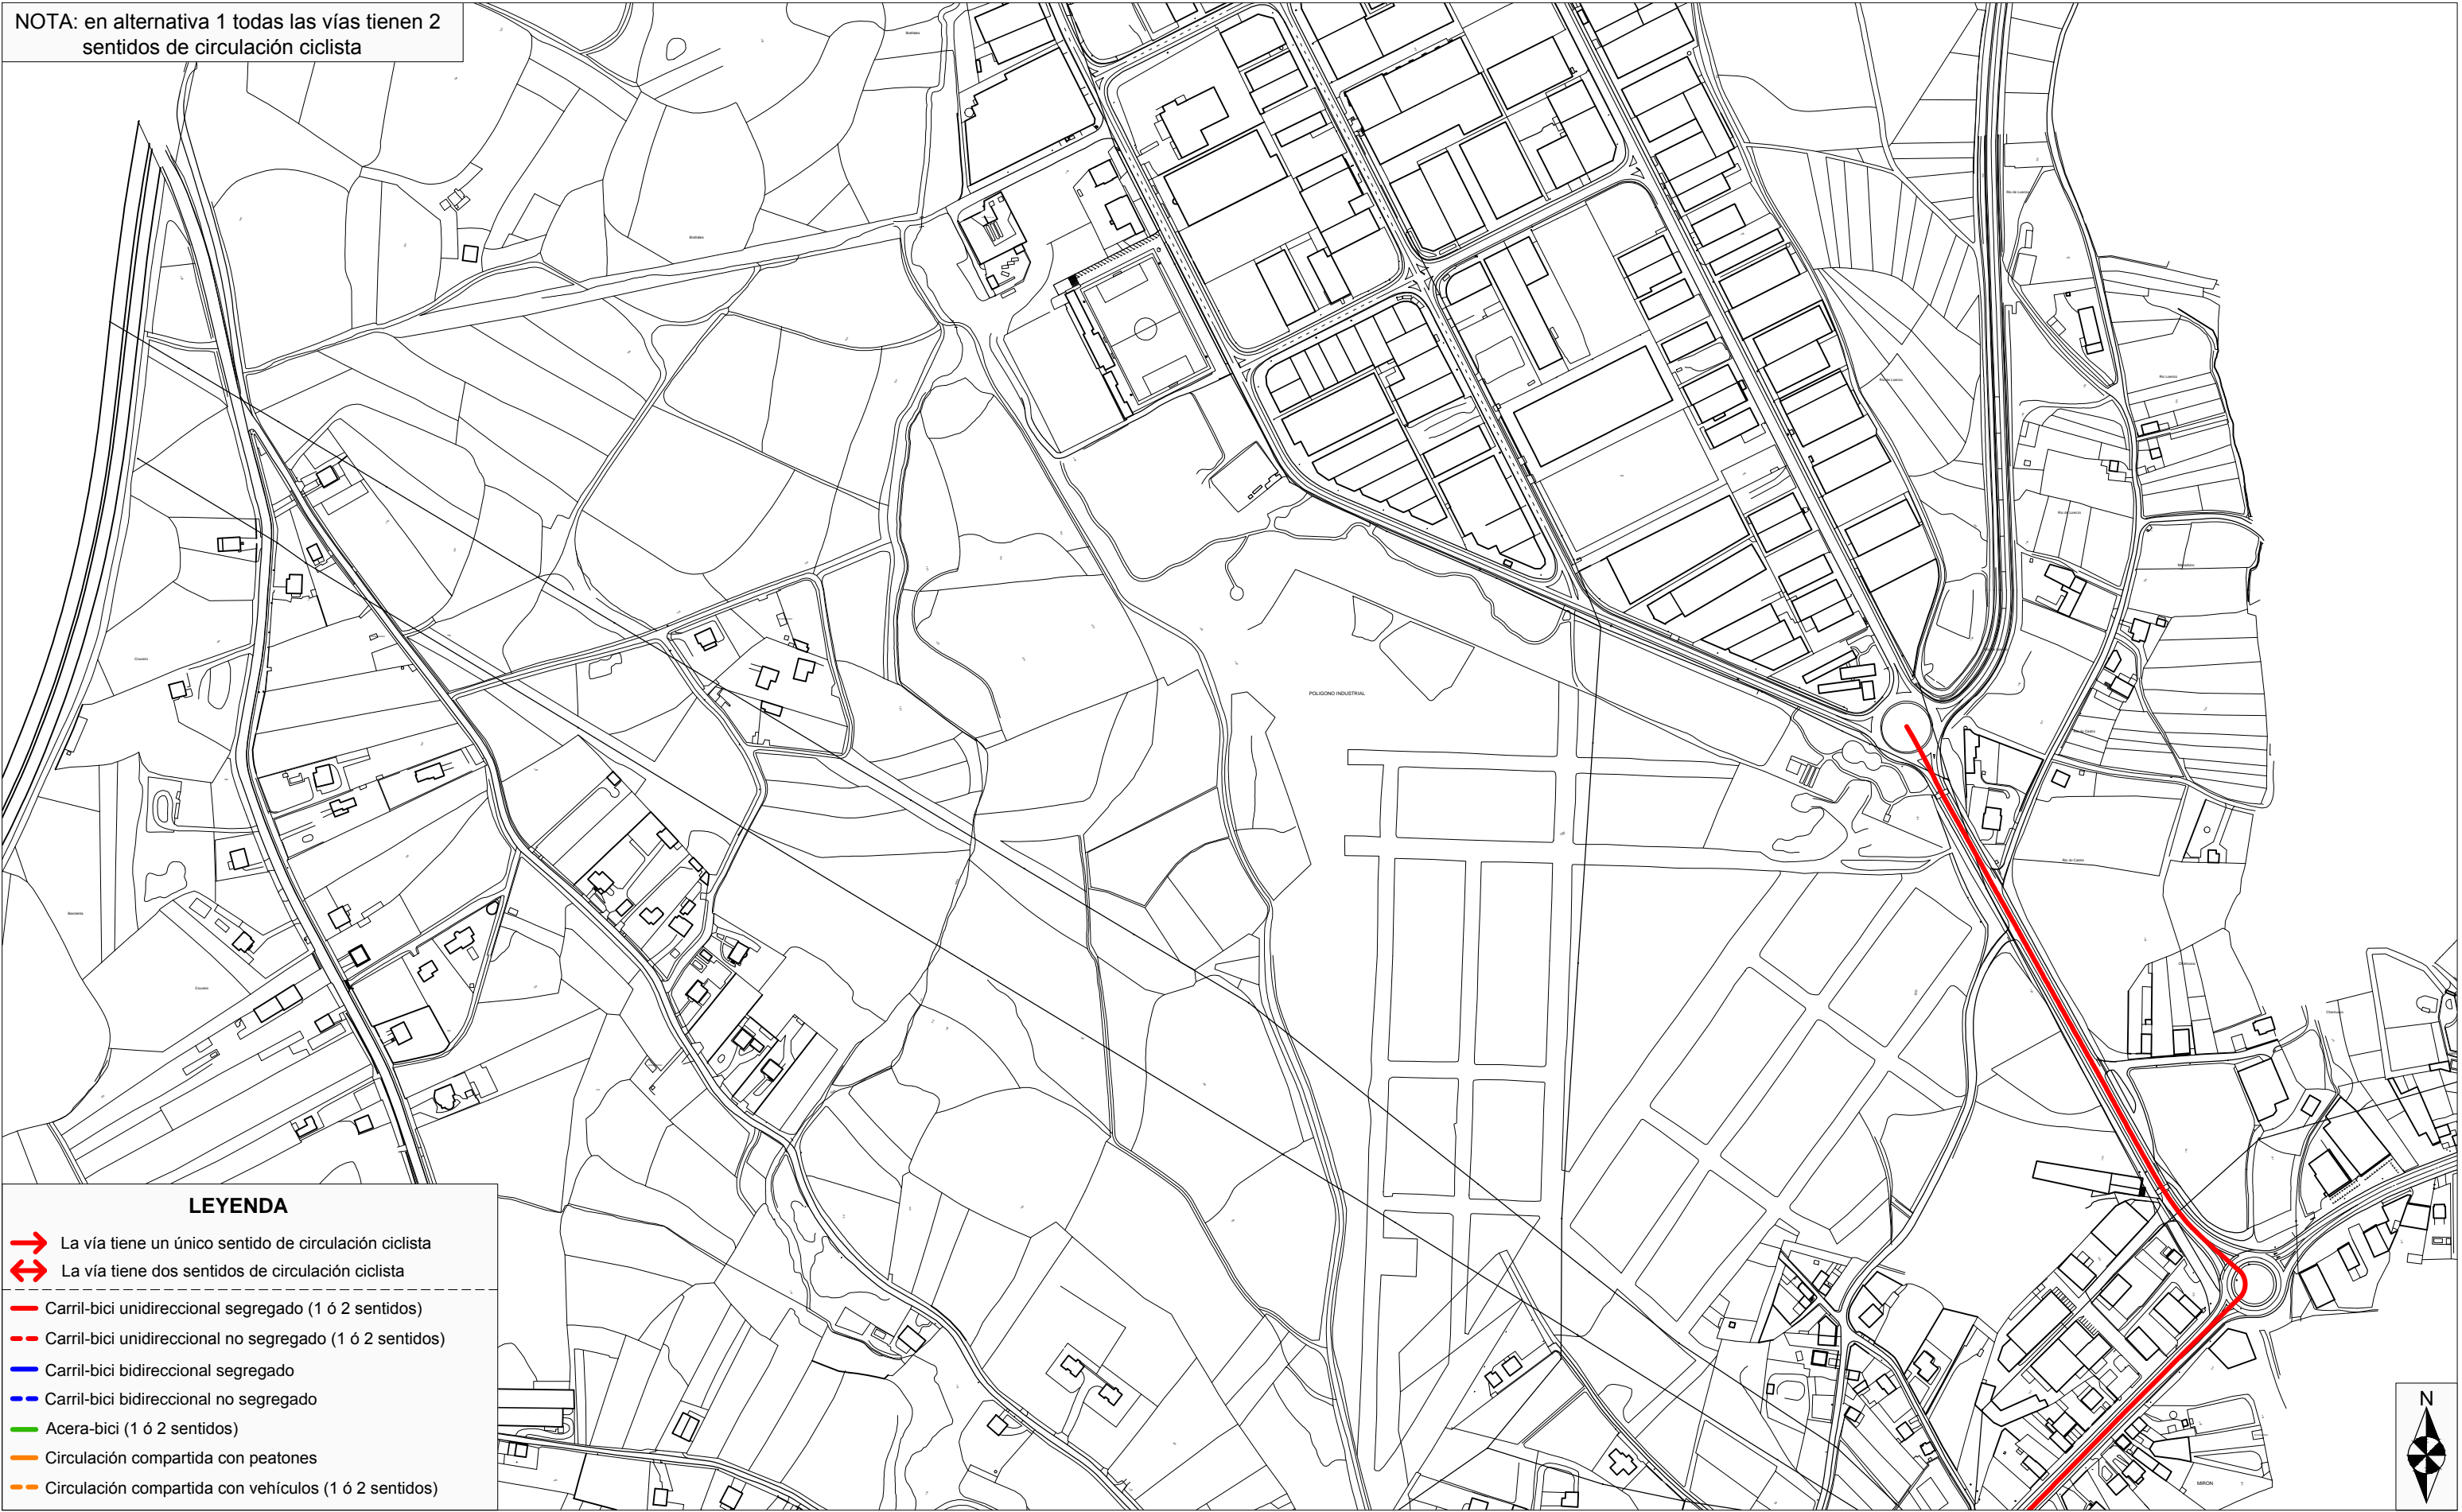 NOTA: en alternativa 1 todas las vías tienen 2
sentidos de circulación ciclista
POLIGONO INDUSTRIAL
MIRON
LEYENDA
La vía tiene un único sentido de circulación ciclista
La vía tiene dos sentidos de circulación ciclista
Carril-bici unidireccional segregado (1 ó 2 sentidos)
Carril-bici unidireccional no segregado (1 ó 2 sentidos)
Carril-bici bidireccional segregado
Carril-bici bidireccional no segregado
Acera-bici (1 ó 2 sentidos)
Circulación compartida con peatones
Circulación compartida con vehículos (1 ó 2 sentidos)
N